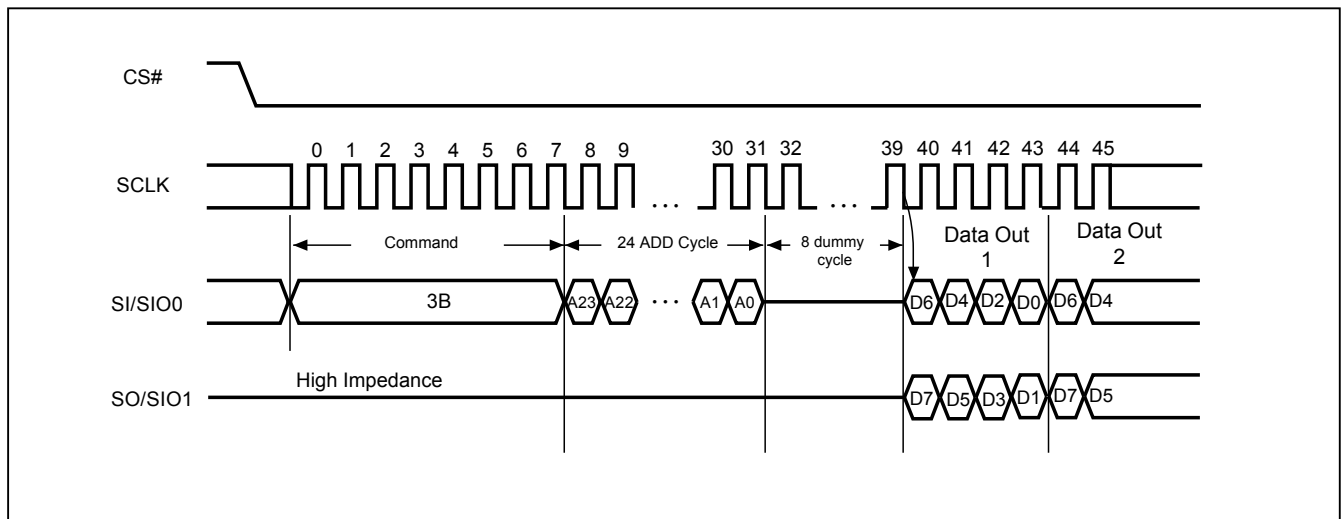 CS#
0 1 2 3 4 5 6 7 8 9 30 31 32 39 40 41 42 43 44 45
SCLK
... ...
Command 24 ADD Cycle 8 dummy cycle Data Out 1 Data Out 2
SI/SIO0 3B A23 A22 ... A1 A0 D6 D4 D2 D0 D6 D4
High Impedance
SO/SIO1 D7 D5 D3 D1 D7 D5